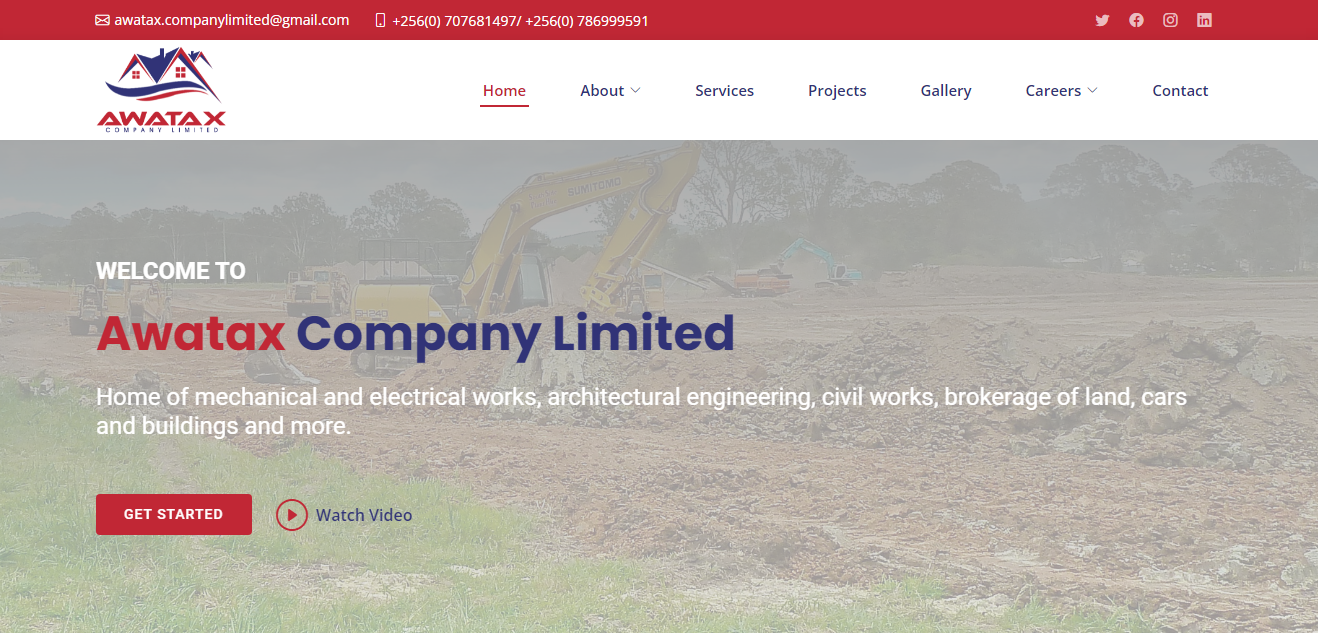 awatax.companylimited@gmail.com
+256(0) 707681497/ +256(0) 786999591
AWATAX
COMPANY LIMITED
Home
About
Services
Projects
Gallery
Careers
Contact
SUMITOMO
SH240
WELCOME TO
Awatax Company Limited
Home of mechanical and electrical works, architectural engineering, civil works, brokerage of land, cars
and buildings and more.
GET STARTED
Watch Video